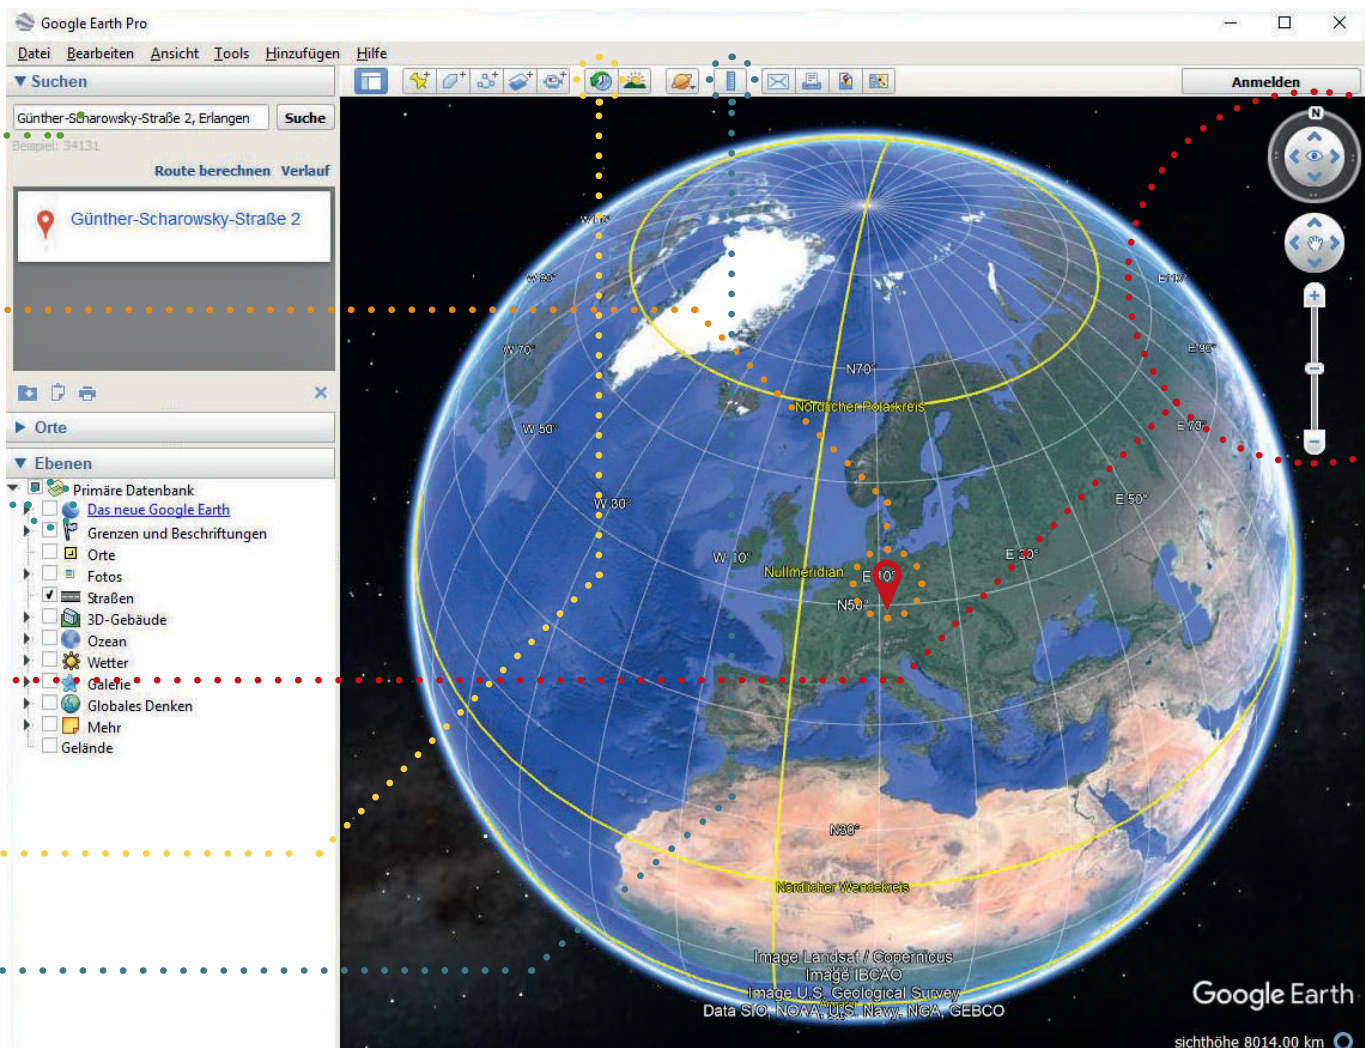 Google Earth Pro
Datei Bearbeiten Ansicht Tools Hinzufügen Hilfe
Suchen
Anmelden
Günther-Scharowsky-Straße 2, Erlangen
Suche
Beispiel: 34131
Route berechnen Verlauf
Günther-Scharowsky-Straße 2
Orte
Ebenen
Primäre Datenbank
Das neue Google Earth
Grenzen und Beschriftungen
Orte
Fotos
Straßen
3D-Gebäude
Ozean
Wetter
Galerie
Globales Denken
Mehr
Gelände
N
W 90°
E110°
W 70°
E 90°
N70°
Nördlicher Polarkreis
W 50°
E 70°
W 30°
E 50°
W 10°
E 30°
Nullmeridian
E 10°
N50°
N30°
Nördlicher Wendekreis
Image Landsat / Copernicus
Image IBCAO
Image U.S. Geological Survey
Data SIO, NOAA, U.S. Navy, NGA, GEBCO
Google Earth
sichthöhe 8014.00 km